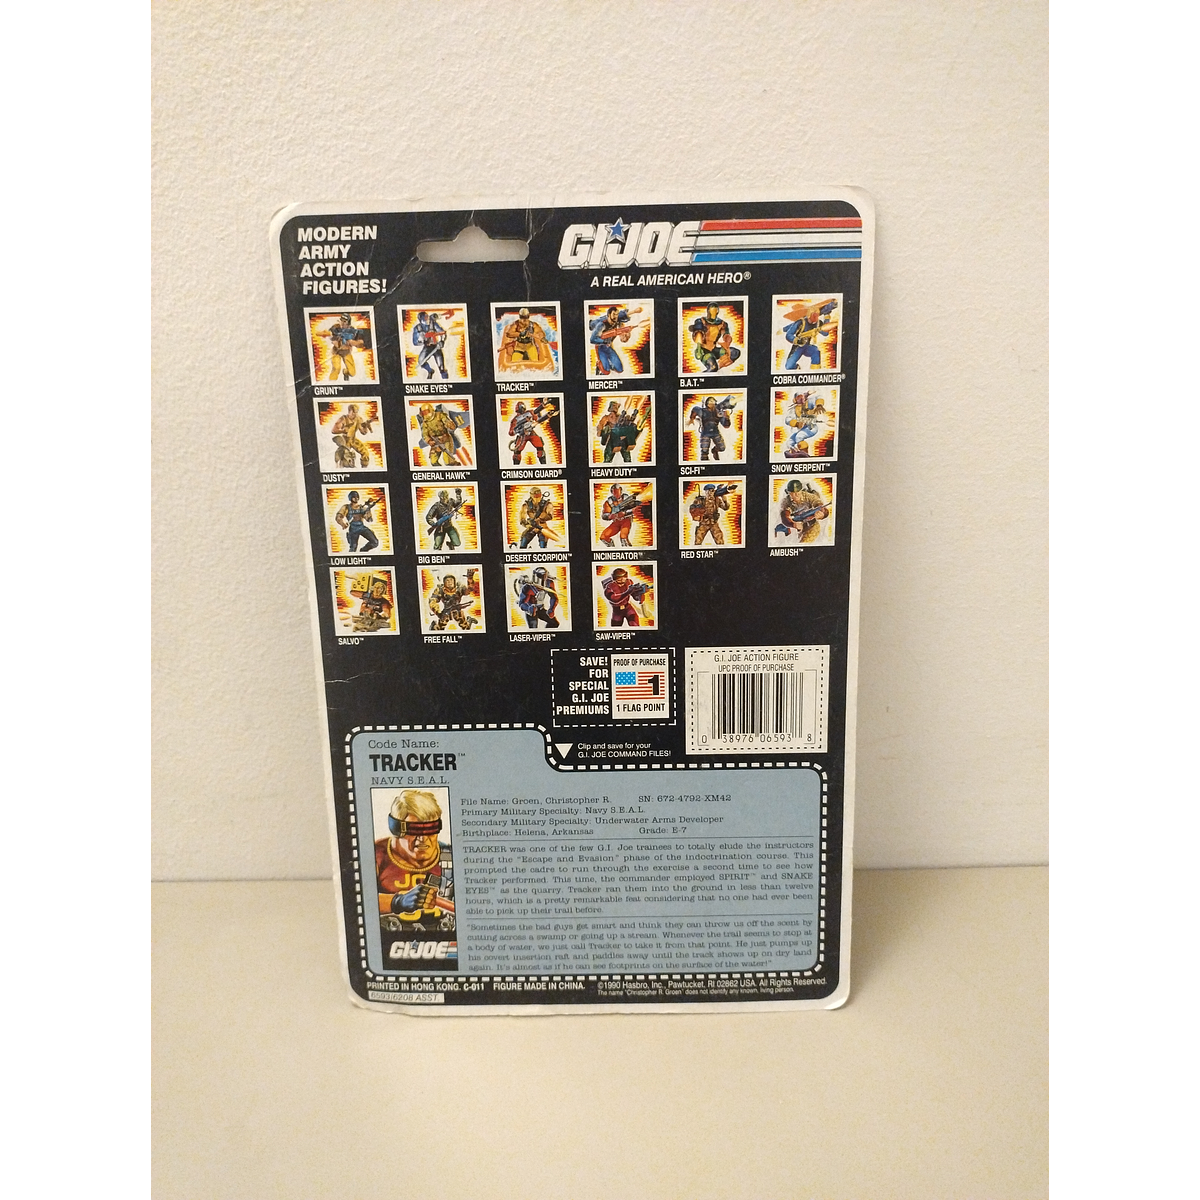 MODERN
ARMY
ACTION
FIGURES!
G.I.JOE
A REAL AMERICAN HERO®
GRUNT™ SNAKE EYES™ TRACKER™ MERCER™ B.A.T.™ COBRA COMMANDER®
DUSTY™ GENERAL HAWK™ CRIMSON GUARD® HEAVY DUTY™ SCI-FI™ SNOW SERPENT™
LOW LIGHT™ BIG BEN™ DESERT SCORPION™ INCINERATOR™ RED STAR™ AMBUSH™
SALVO™ FREE FALL™ LASER-VIPER™ SAW-VIPER™
SAVE!
FOR
SPECIAL
G.I. JOE
PREMIUMS
PROOF OF PURCHASE
1
1 FLAG POINT
G.I. JOE ACTION FIGURE
UPC PROOF OF PURCHASE
0 38976 06593 8
Clip and save for your
G.I. JOE COMMAND FILES!
Code Name:
TRACKER™
NAVY S.E.A.L.
File Name: Groen, Christopher R. SN: 672-4792-XM42
Primary Military Specialty: Navy S.E.A.L.
Secondary Military Specialty: Underwater Arms Developer
Birthplace: Helena, Arkansas Grade: E-7
TRACKER was one of the few G.I. Joe trainees to totally elude the instructors
during the "Escape and Evasion" phase of the indoctrination course. This
prompted the cadre to run through the exercise a second time to see how
Tracker performed. This time, the commander employed SPIRIT™ and SNAKE
EYES™ as the quarry. Tracker ran them into the ground in less than twelve
hours, which is a pretty remarkable feat considering that no one had ever been
able to pick up their trail before.
"Sometimes the bad guys get smart and think they can throw us off the scent by
cutting across a swamp or going up a stream. Whenever the trail seems to stop at
a body of water, we just call Tracker to take it from that point. He just pumps up
his covert insertion raft and paddles away until the track shows up on dry land
again. It's almost as if he can see footprints on the surface of the water!"
G.I.JOE
PRINTED IN HONG KONG. C-011 FIGURE MADE IN CHINA. ©1990 Hasbro, Inc., Pawtucket, RI 02862 USA. All Rights Reserved.
The name "Christopher R. Groen" does not identify any known, living person.
6593/6208 ASST.